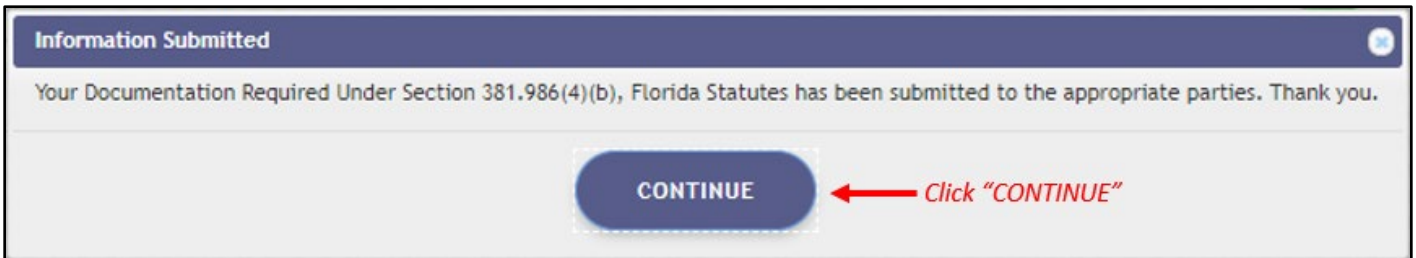 Information Submitted
Your Documentation Required Under Section 381.986(4)(b), Florida Statutes has been submitted to the appropriate parties. Thank you.
CONTINUE
Click “CONTINUE”